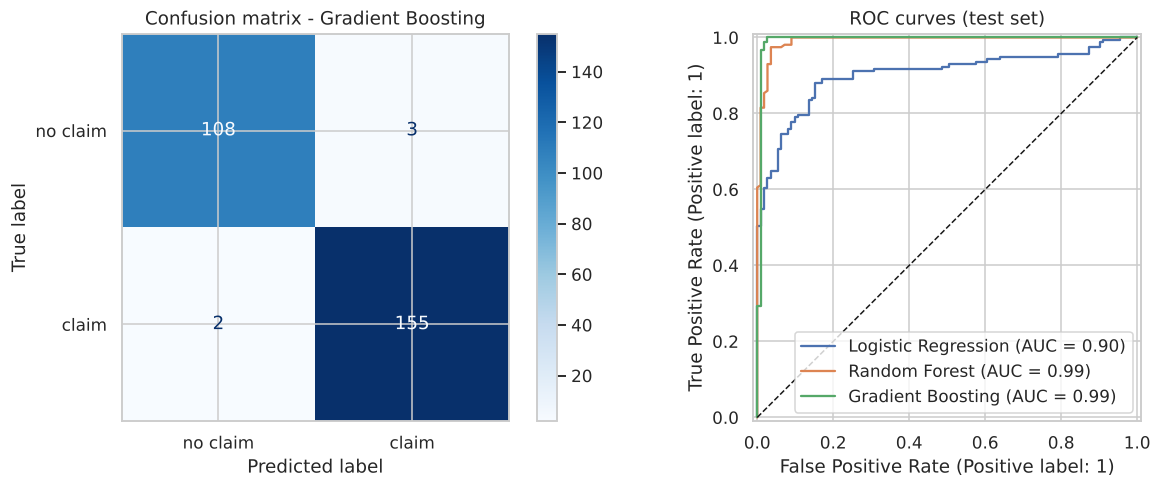 Confusion matrix - Gradient Boosting
True label
no claim
claim
108
3
2
155
no claim
claim
Predicted label
140
120
100
80
60
40
20
ROC curves (test set)
True Positive Rate (Positive label: 1)
1.0
0.8
0.6
0.4
0.2
0.0
Logistic Regression (AUC = 0.90)
Random Forest (AUC = 0.99)
Gradient Boosting (AUC = 0.99)
0.0
0.2
0.4
0.6
0.8
1.0
False Positive Rate (Positive label: 1)